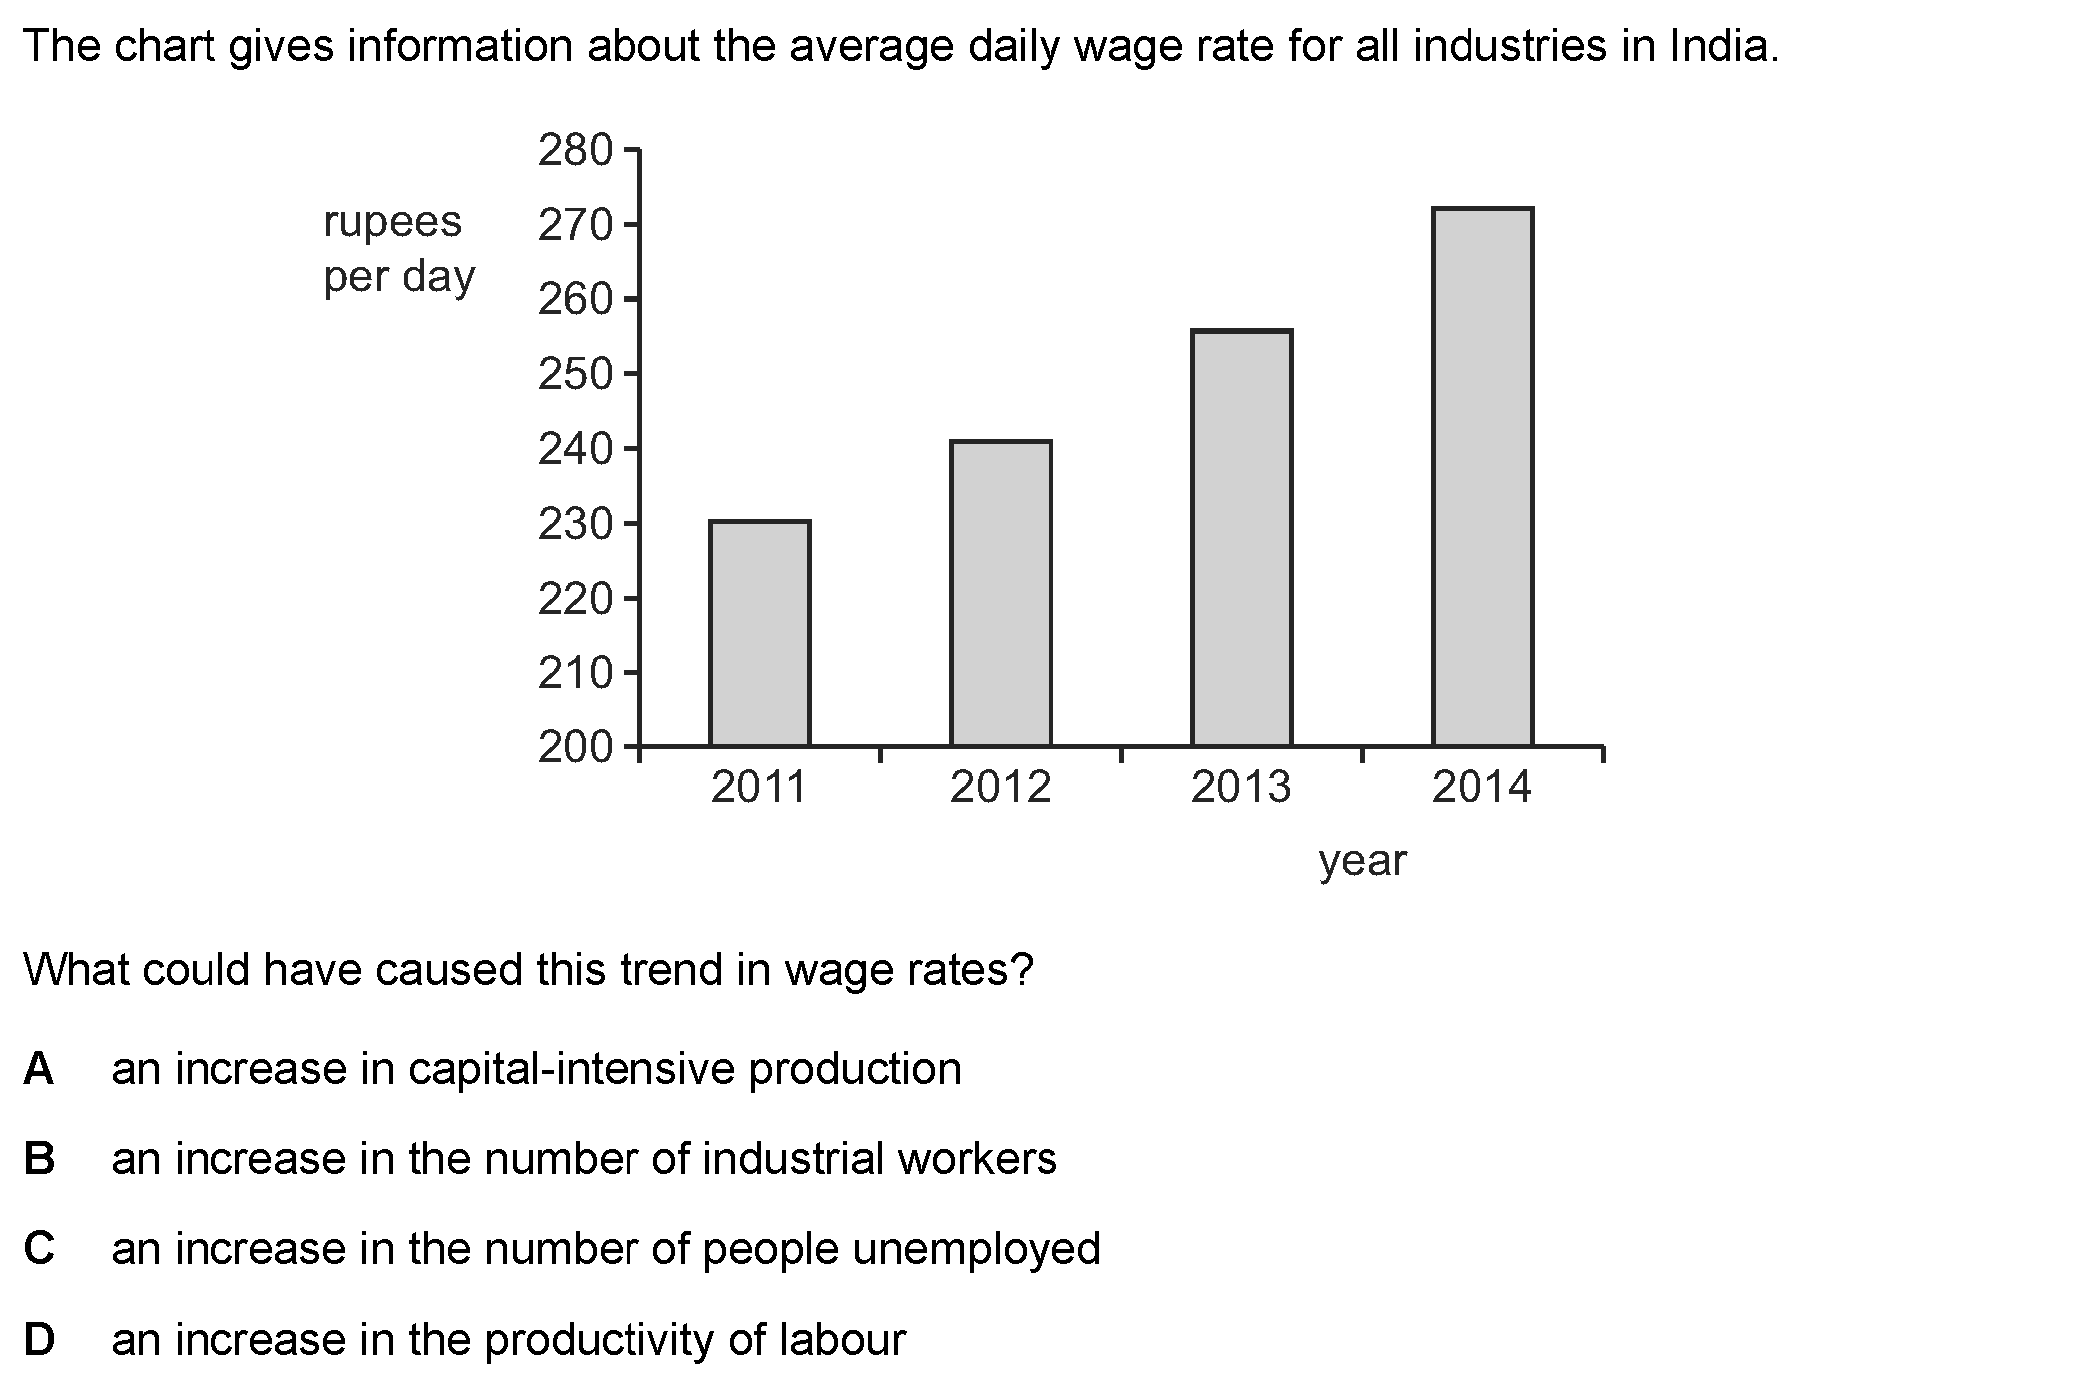 The chart gives information about the average daily wage rate for all industries in India.
280
270
260
250
240
230
220
210
200
rupees
per day
2011 2012 2013 2014
year
What could have caused this trend in wage rates?
A an increase in capital-intensive production
B an increase in the number of industrial workers
C an increase in the number of people unemployed
D an increase in the productivity of labour